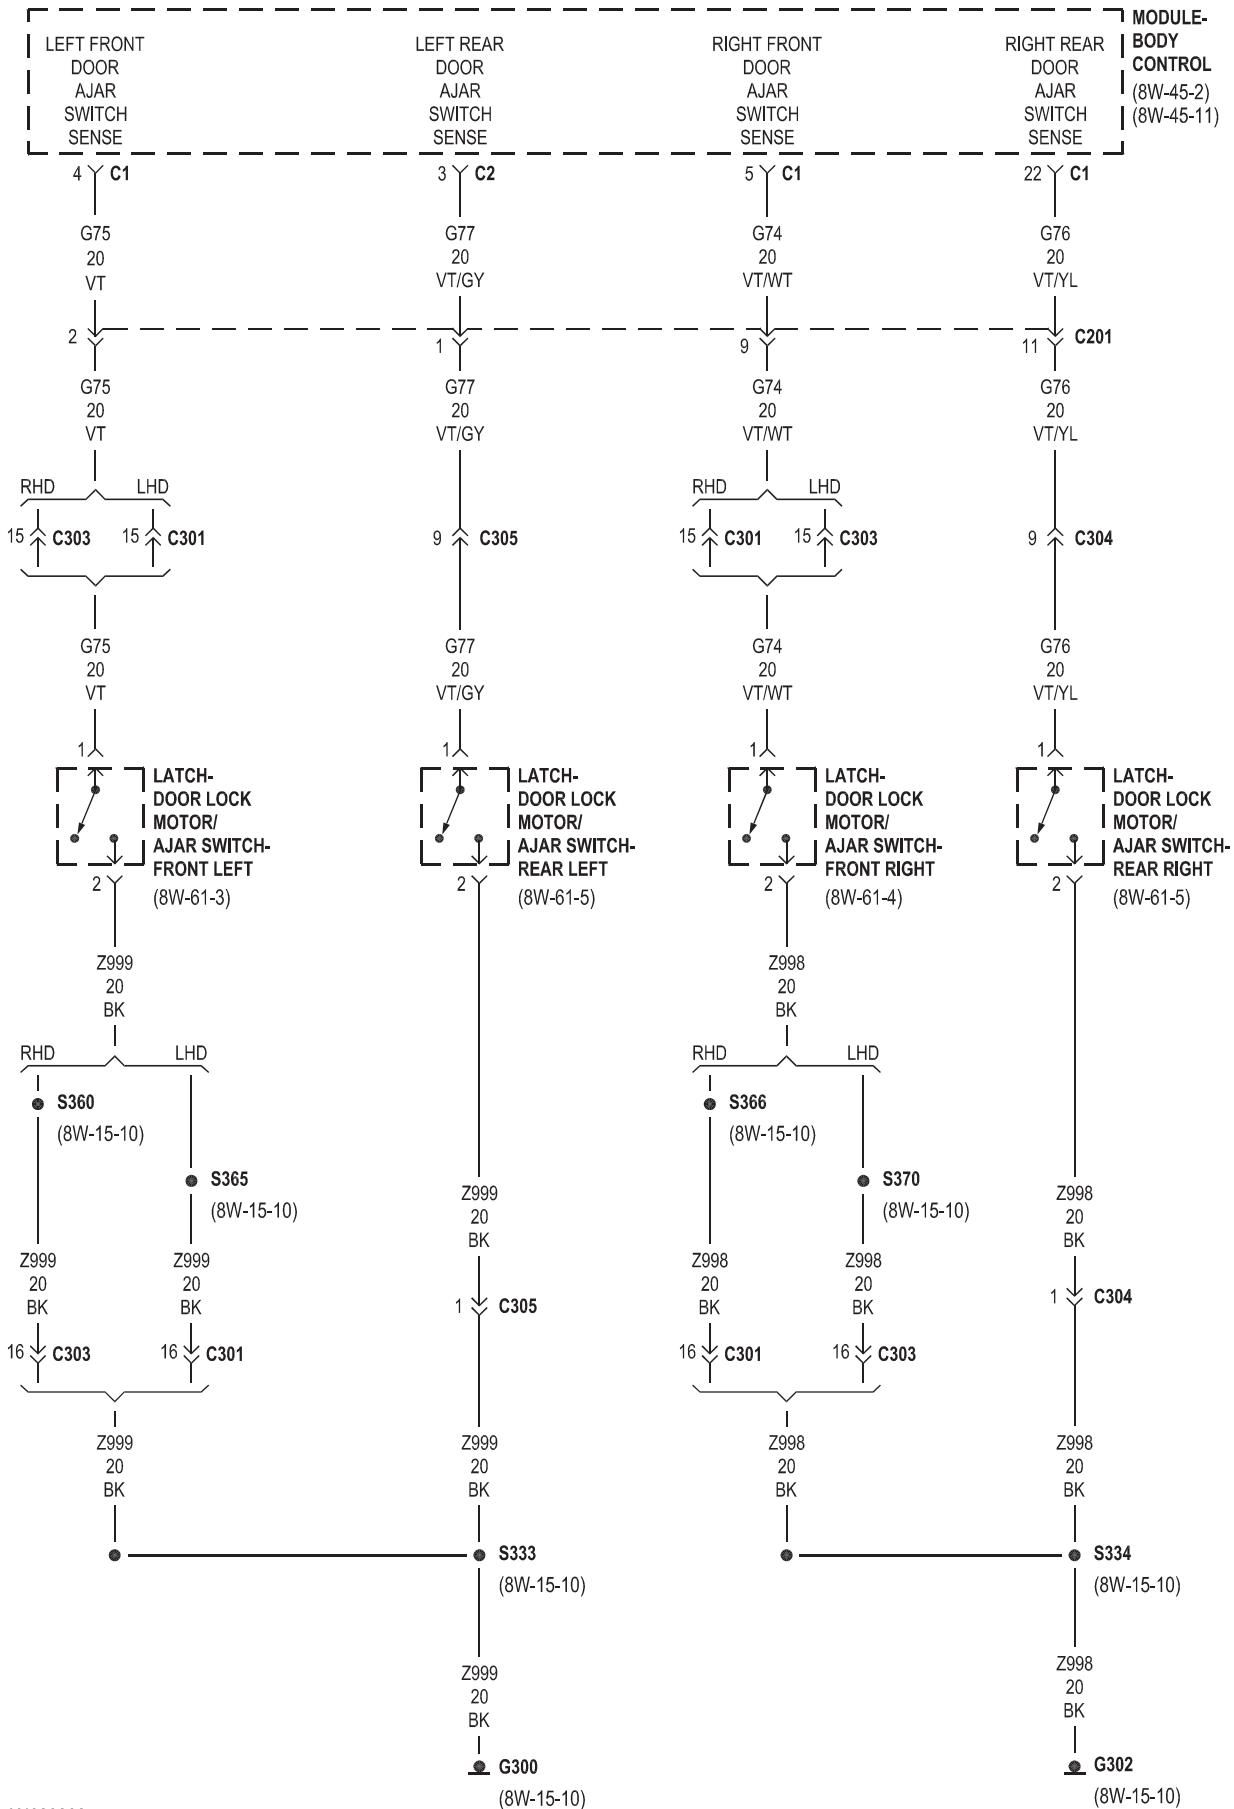 MODULE-
BODY
CONTROL
(8W-45-2)
(8W-45-11)
LEFT FRONT
DOOR
AJAR
SWITCH
SENSE
LEFT REAR
DOOR
AJAR
SWITCH
SENSE
RIGHT FRONT
DOOR
AJAR
SWITCH
SENSE
RIGHT REAR
DOOR
AJAR
SWITCH
SENSE
4 C1 3 C2 5 C1 22 C1
G75 G77 G74 G76
20 20 20 20
VT VT/GY VT/WT VT/YL
2 1 9 11 C201
G75 G77 G74 G76
20 20 20 20
VT VT/GY VT/WT VT/YL
RHD LHD RHD LHD
15 C303 15 C301 9 C305 15 C301 15 C303 9 C304
G75 G77 G74 G76
20 20 20 20
VT VT/GY VT/WT VT/YL
1 1 1 1
LATCH-
DOOR LOCK
MOTOR/
AJAR SWITCH-
FRONT LEFT
(8W-61-3)
LATCH-
DOOR LOCK
MOTOR/
AJAR SWITCH-
REAR LEFT
(8W-61-5)
LATCH-
DOOR LOCK
MOTOR/
AJAR SWITCH-
FRONT RIGHT
(8W-61-4)
LATCH-
DOOR LOCK
MOTOR/
AJAR SWITCH-
REAR RIGHT
(8W-61-5)
2 2 2 2
Z999 Z998
20 20
BK BK
RHD LHD RHD LHD
S360 S366
(8W-15-10) (8W-15-10)
S365 S370
(8W-15-10) (8W-15-10)
Z999 Z998
20 20
BK BK
Z999 Z999 Z998 Z998
20 20 20 20
BK BK BK BK
1 C305 1 C304
16 C303 16 C301 16 C301 16 C303
Z999 Z999 Z998 Z998
20 20 20 20
BK BK BK BK
S333 S334
(8W-15-10) (8W-15-10)
Z999 Z998
20 20
BK BK
G300 G302
(8W-15-10) (8W-15-10)